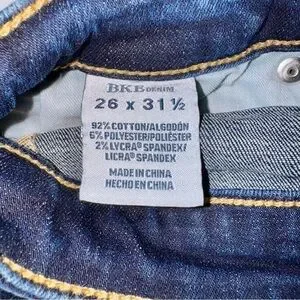 BKE DENIM
26 x 31 ½
92% COTTON/ALGODÓN
6% POLYESTER/POLIÉSTER
2% LYCRA® SPANDEX/
LICRA® SPANDEX
MADE IN CHINA
HECHO EN CHINA